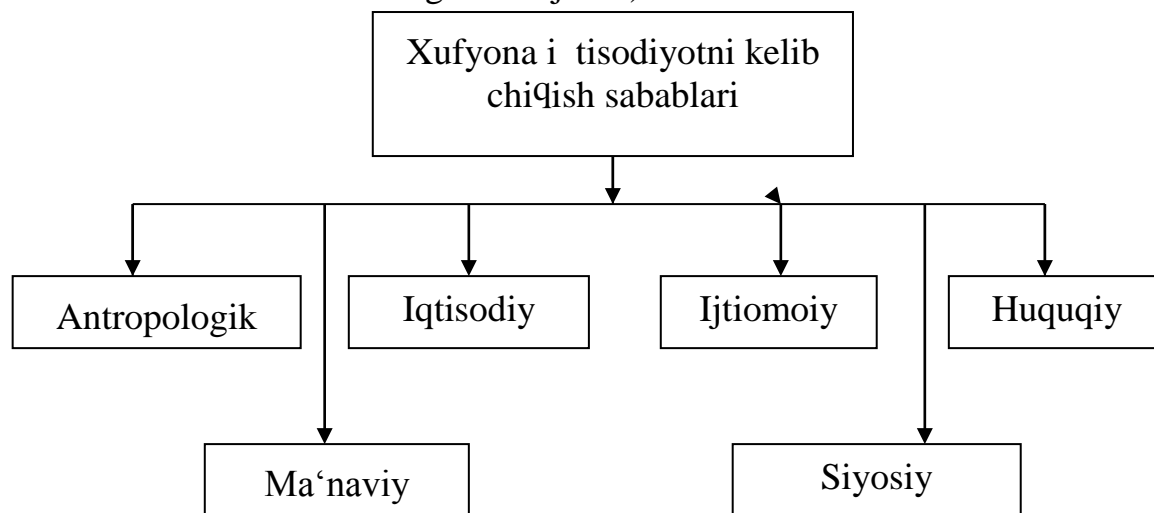 Xufyona i tisodiyotni kelib
chiqish sabablari
Antropologik
Iqtisodiy
Ijtiomoiy
Huquqiy
Ma‘naviy
Siyosiy